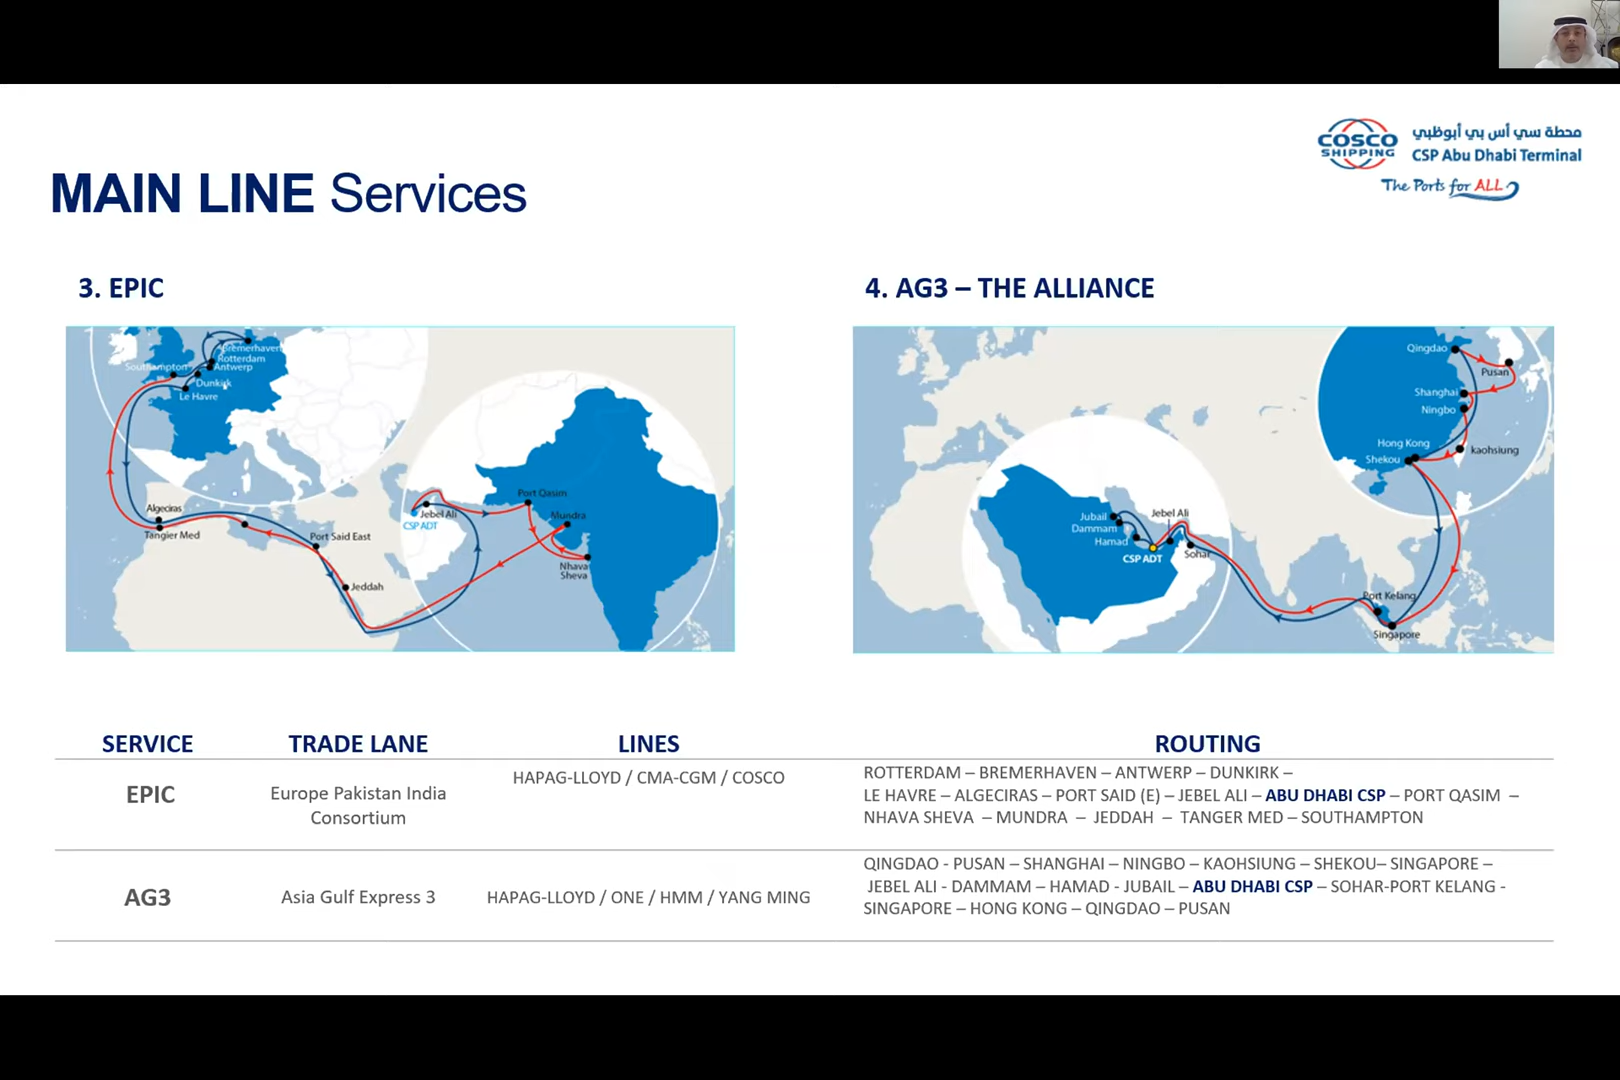 COSCO
SHIPPING
محطة سي أس بي أبوظبي
CSP Abu Dhabi Terminal
The Ports for ALL
MAIN LINE Services
3. EPIC
4. AG3 – THE ALLIANCE
Bremerhaven
Rotterdam
Southampton
Antwerp
Dunkirk
Le Havre
Algeciras
Tangier Med
Port Said East
Jeddah
Jebel Ali
CSP ADT
Port Qasim
Mundra
Nhava
Sheva
Qingdao
Pusan
Shanghai
Ningbo
Hong Kong
kaohsiung
Shekou
Jubail
Jebel Ali
Dammam
Hamad
CSP ADT
Sohar
Port Kelang
Singapore
SERVICE TRADE LANE LINES ROUTING
EPIC
Europe Pakistan India
Consortium
HAPAG-LLOYD / CMA-CGM / COSCO
ROTTERDAM – BREMERHAVEN – ANTWERP – DUNKIRK –
LE HAVRE – ALGECIRAS – PORT SAID (E) – JEBEL ALI – ABU DHABI CSP – PORT QASIM –
NHAVA SHEVA – MUNDRA – JEDDAH – TANGER MED – SOUTHAMPTON
AG3
Asia Gulf Express 3
HAPAG-LLOYD / ONE / HMM / YANG MING
QINGDAO - PUSAN – SHANGHAI – NINGBO – KAOHSIUNG – SHEKOU– SINGAPORE –
JEBEL ALI - DAMMAM – HAMAD - JUBAIL – ABU DHABI CSP – SOHAR-PORT KELANG -
SINGAPORE – HONG KONG – QINGDAO – PUSAN